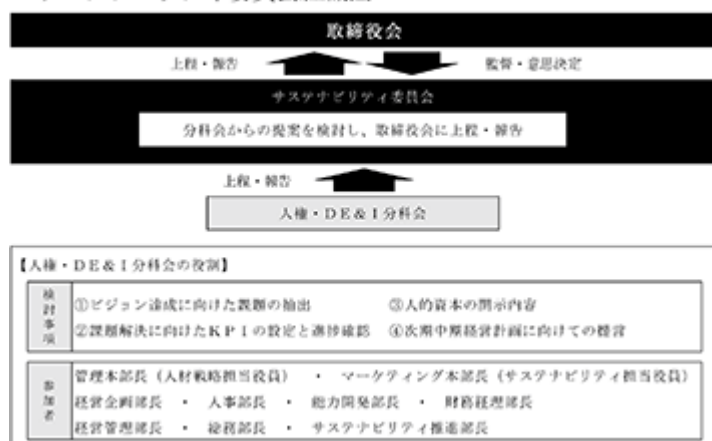 取締役会
上程・報告
監督・意思決定
サステナビリティ委員会
分科会からの提案を検討し、取締役会に上程・報告
上程・報告
人権・DE&I分科会
【人権・DE&I分科会の役割】
検討事項
①ビジョン達成に向けた課題の抽出 ③人的資本の開示内容
②課題解決に向けたKPIの設定と進捗確認 ④次期中期経営計画に向けての提言
参加者
管理本部長(人材戦略担当役員) ・ マーケティング本部長(サステナビリティ担当役員)
経営企画部長 ・ 人事部長 ・ 能力開発部長 ・ 財務経理部長
経営管理部長 ・ 総務部長 ・ サステナビリティ推進部長